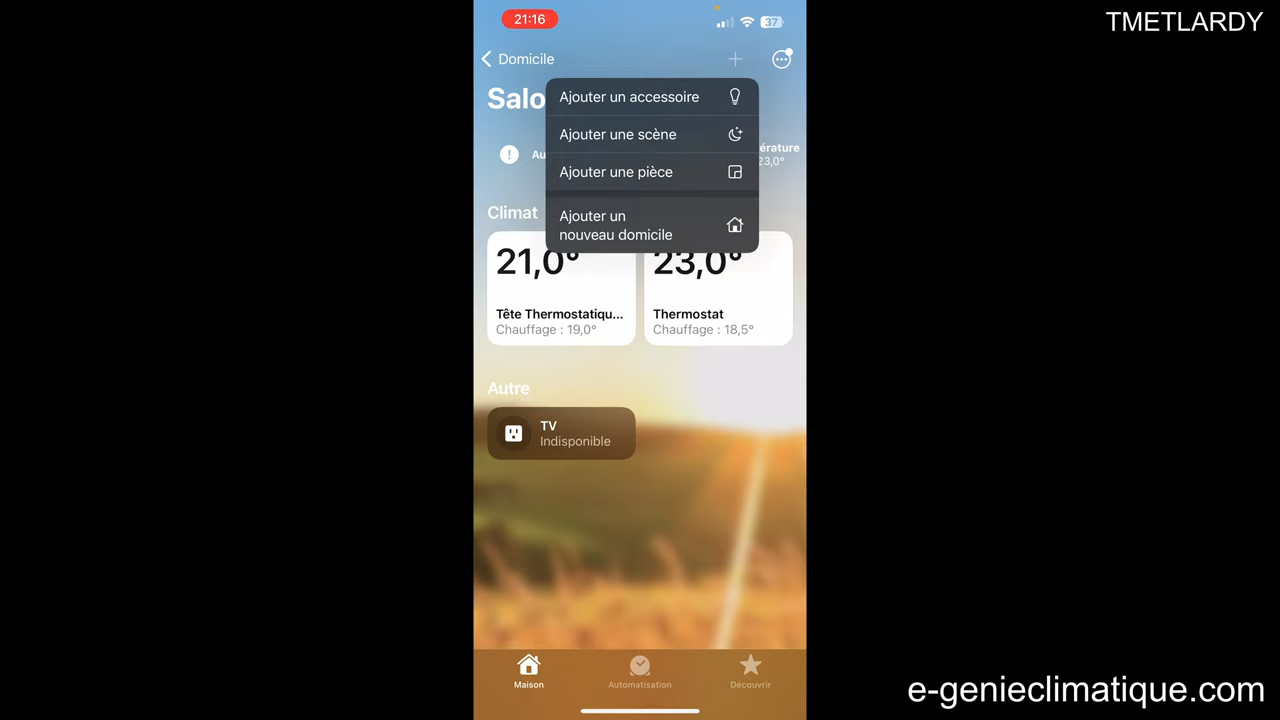 TMETLARDY
21:16
37
Domicile
Salo
Ajouter un accessoire
Ajouter une scène
Ajouter une pièce
Ajouter un
nouveau domicile
Au
érature
23,0°
Climat
21,0°
Tête Thermostatiqu...
Chauffage : 19,0°
23,0°
Thermostat
Chauffage : 18,5°
Autre
TV
Indisponible
Maison
Automatisation
Découvrir
e-genieclimatique.com